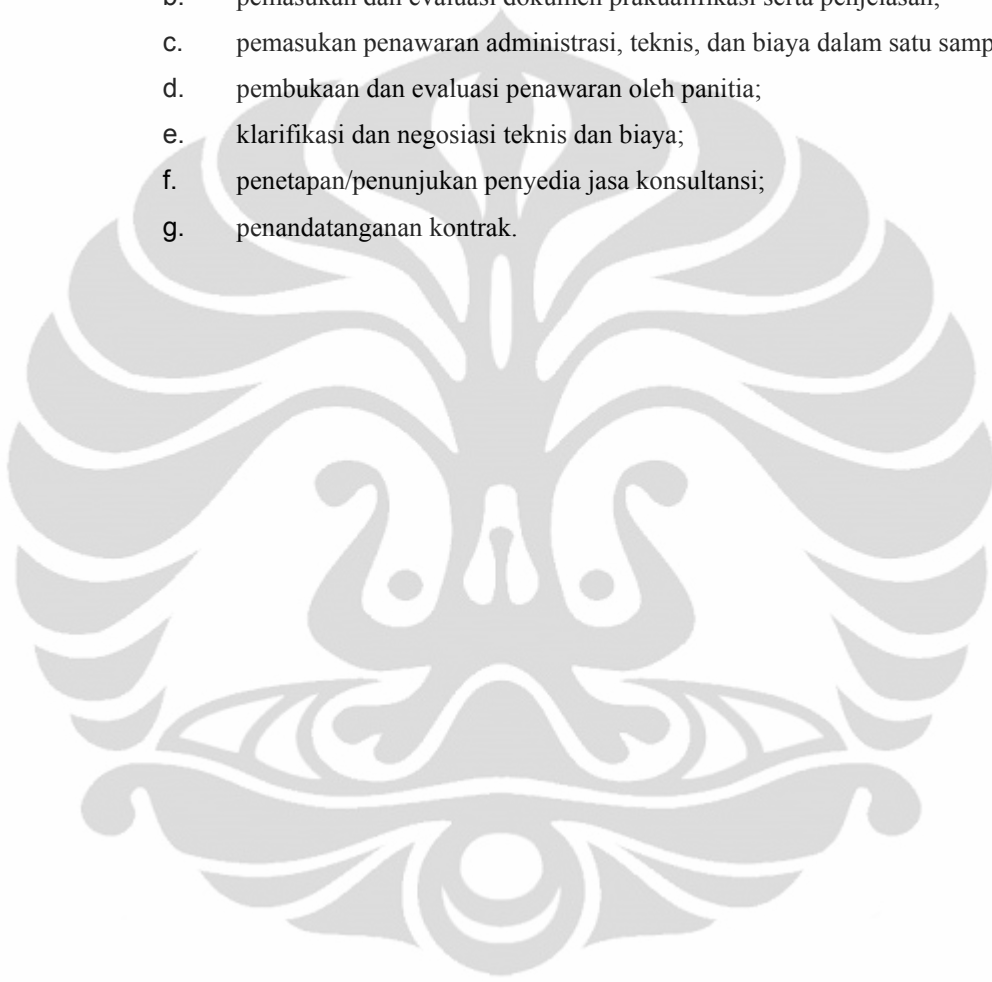 b. pemasukan dan evaluasi dokumen prakualifikasi serta penjelasan;
c. pemasukan penawaran administrasi, teknis, dan biaya dalam satu samp
d. pembukaan dan evaluasi penawaran oleh panitia;
e. klarifikasi dan negosiasi teknis dan biaya;
f. penetapan/penunjukan penyedia jasa konsultansi;
g. penandatanganan kontrak.